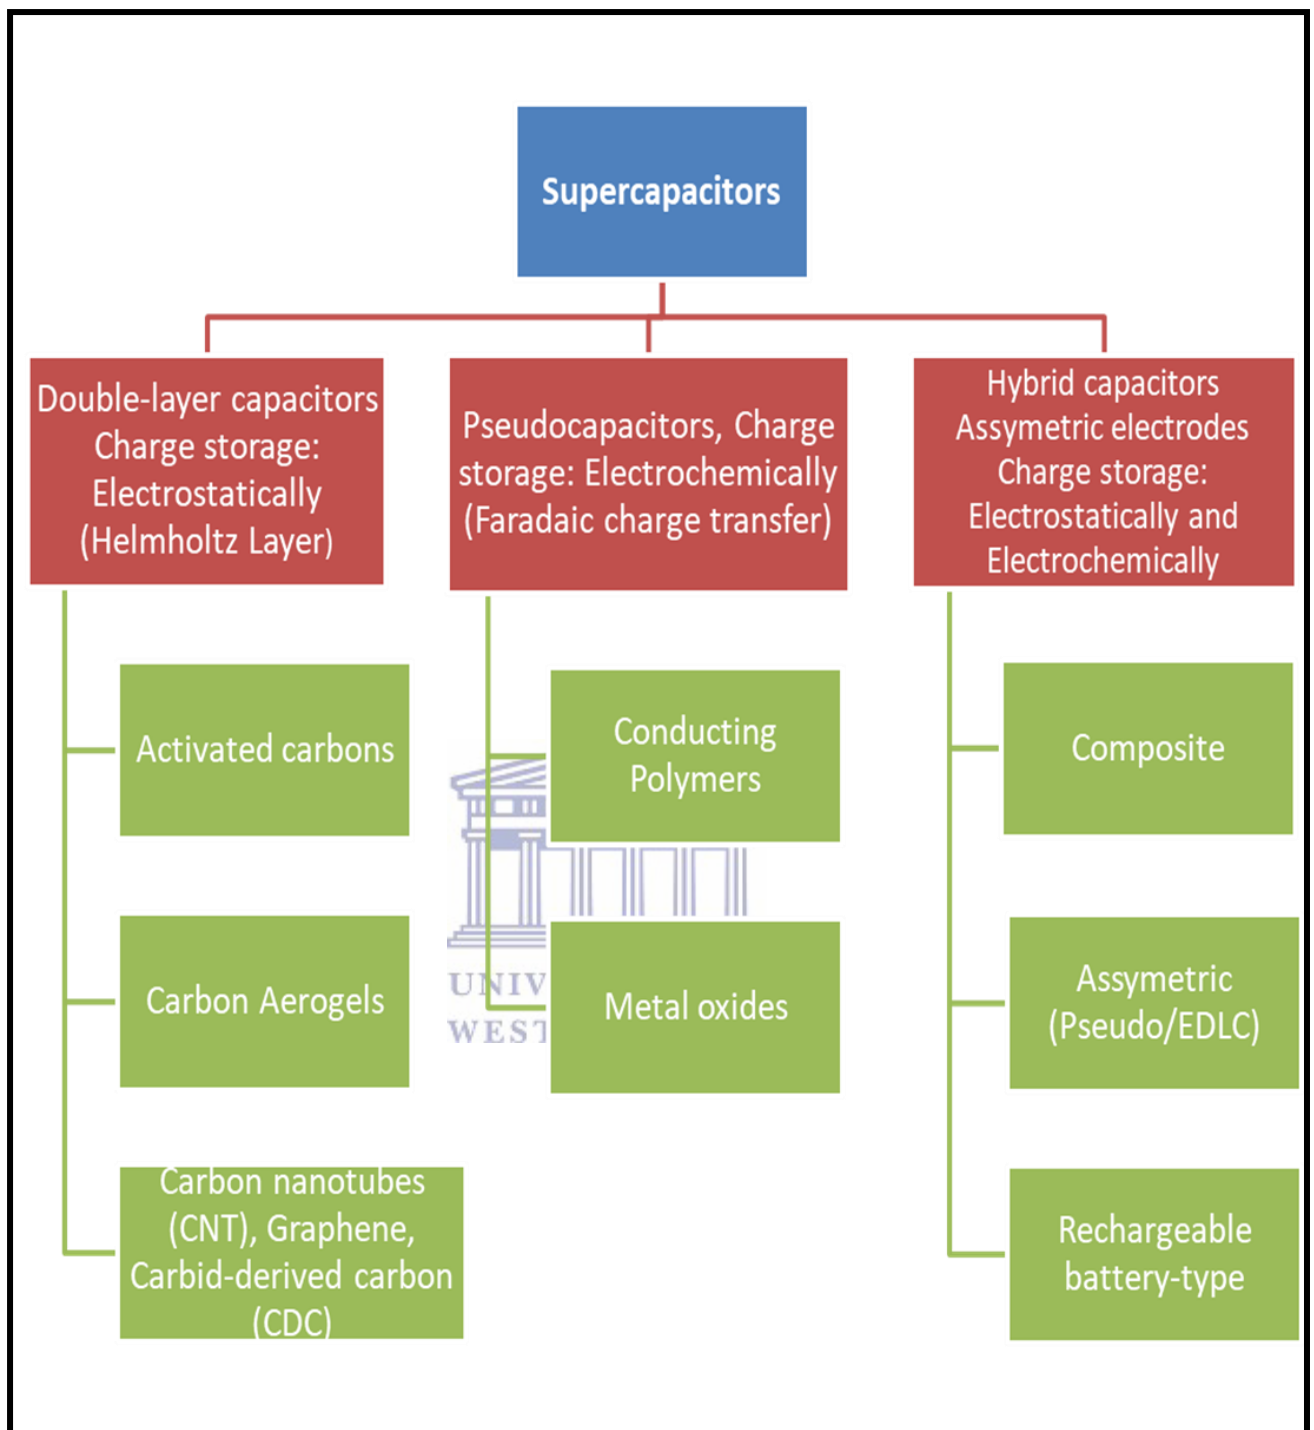 Supercapacitors
Double-layer capacitors
Charge storage:
Electrostatically
(Helmholtz Layer)
Pseudocapacitors, Charge
storage: Electrochemically
(Faradaic charge transfer)
Hybrid capacitors
Assymetric electrodes
Charge storage:
Electrostatically and
Electrochemically
Activated carbons
Carbon Aerogels
Carbon nanotubes
(CNT), Graphene,
Carbid-derived carbon
(CDC)
Conducting
Polymers
Metal oxides
Composite
Assymetric
(Pseudo/EDLC)
Rechargeable
battery-type
UNIV
WEST